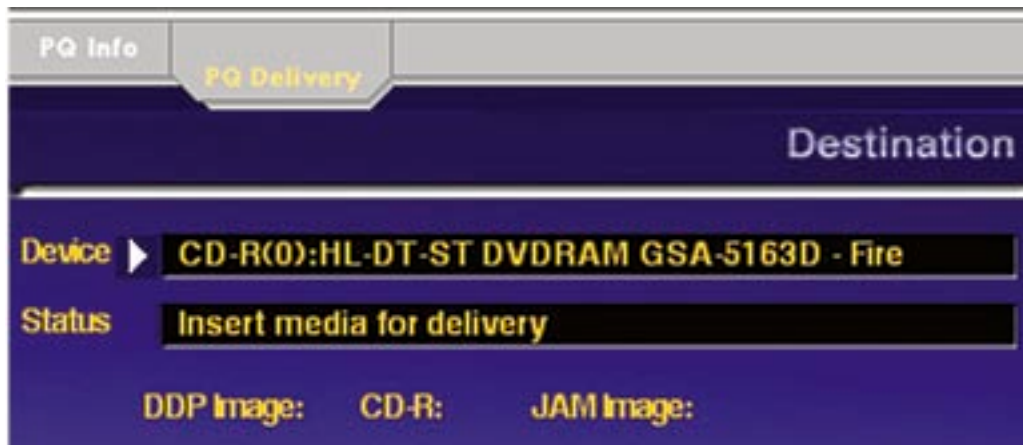 PQ Info
PQ Delivery
Destination
Device CD-R(0):HL-DT-ST DVDRAM GSA-5163D - Fire
Status Insert media for delivery
DDP Image: CD-R: JAM Image: